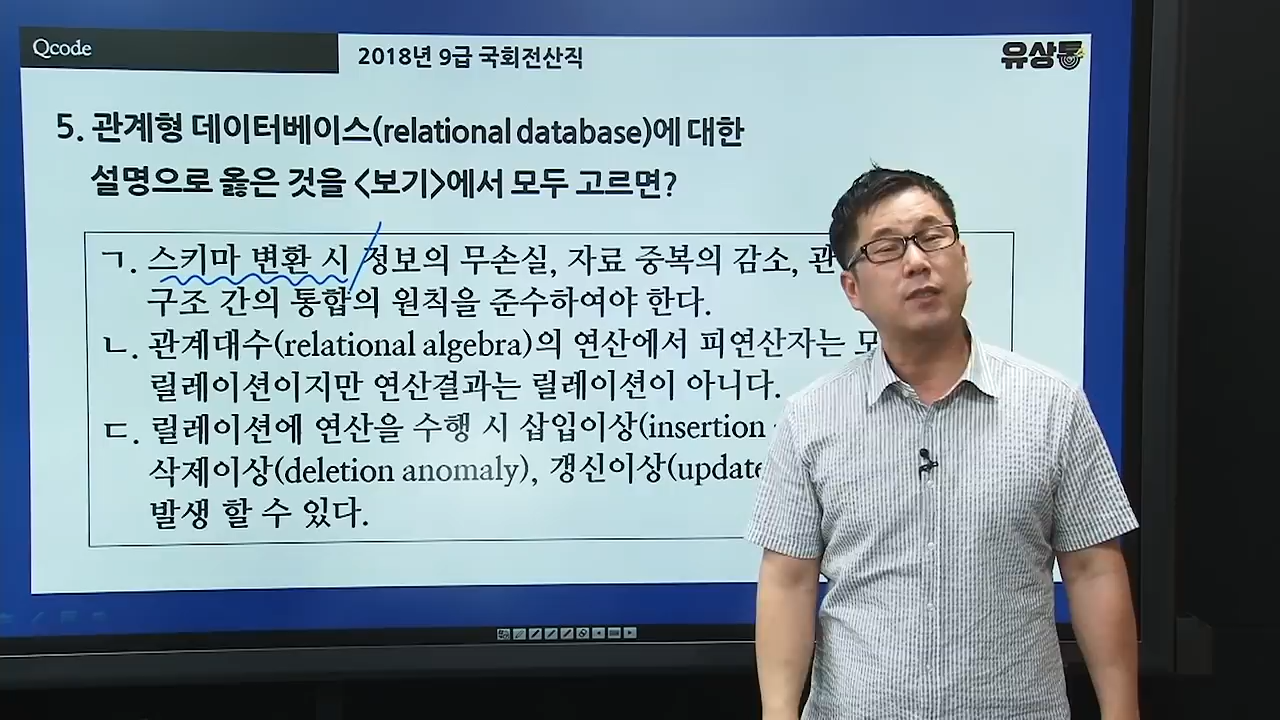 Qcode
2018년 9급 국회전산직
유상통
5. 관계형 데이터베이스(relational database)에 대한
설명으로 옳은 것을 <보기>에서 모두 고르면?
ㄱ. 스키마 변환 시 정보의 무손실, 자료 중복의 감소, 관
구조 간의 통합의 원칙을 준수하여야 한다.
ㄴ. 관계대수(relational algebra)의 연산에서 피연산자는 모
릴레이션이지만 연산결과는 릴레이션이 아니다.
ㄷ. 릴레이션에 연산을 수행 시 삽입이상(insertion
삭제이상(deletion anomaly), 갱신이상(update
발생 할 수 있다.